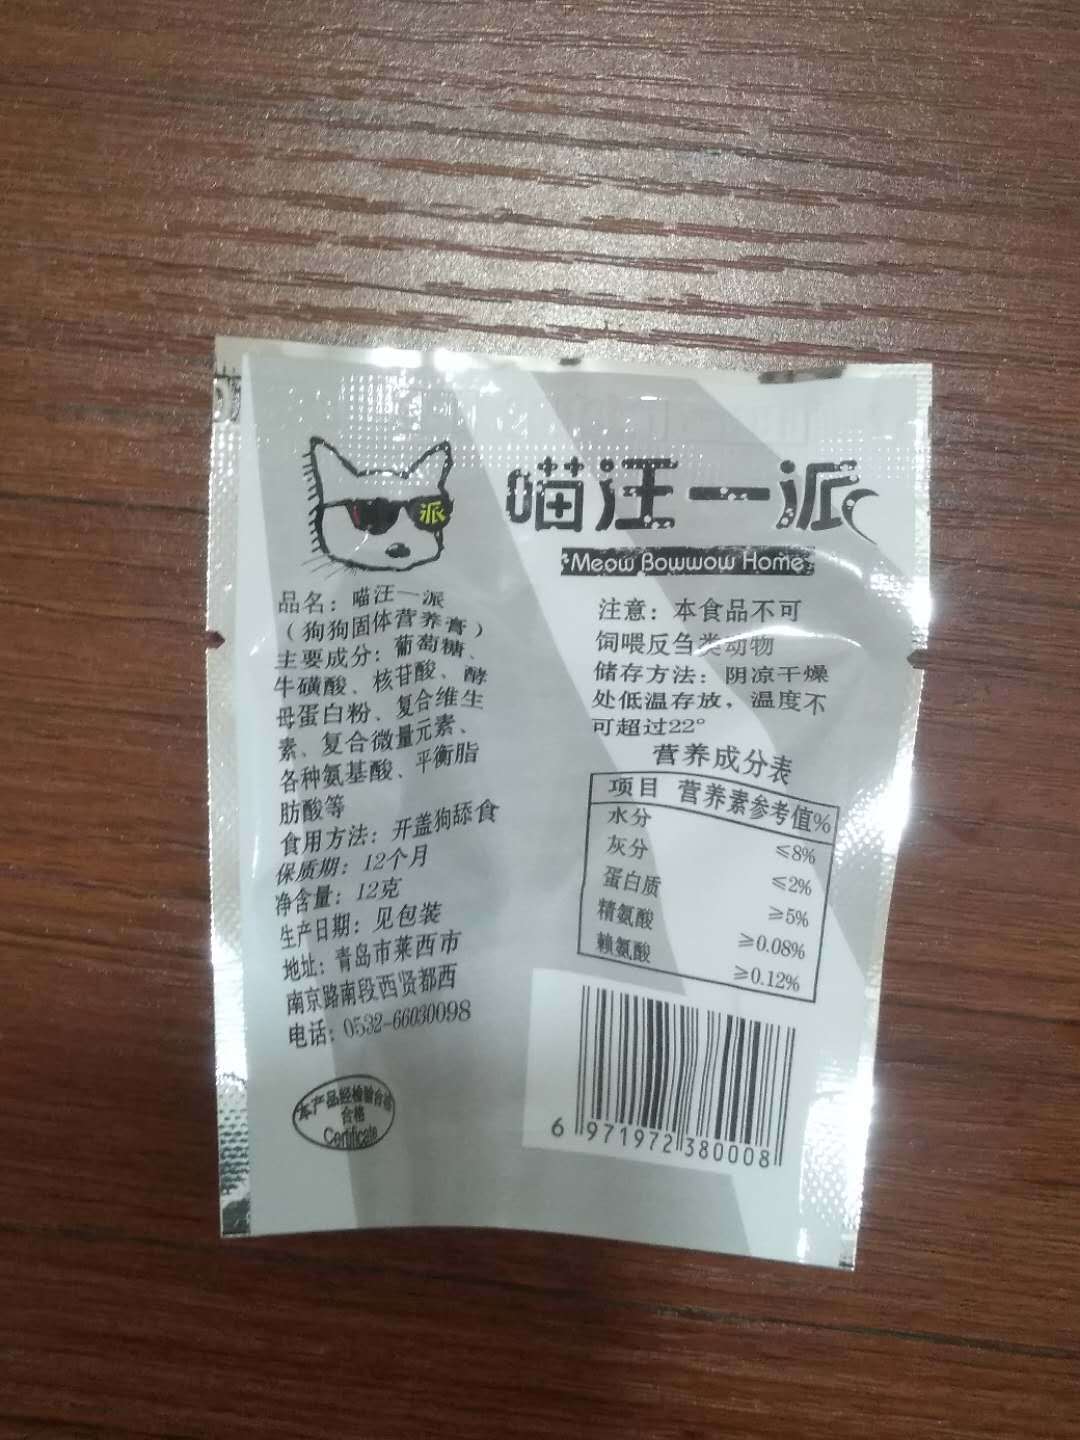 派
喵汪一派
Meow Bowwow Home
品名：喵汪一派
（狗狗固体营养膏）
主要成分：葡萄糖、
牛磺酸、核苷酸、酵
母蛋白粉、复合维生
素、复合微量元素、
各种氨基酸、平衡脂
肪酸等
食用方法：开盖狗舔食
保质期：12个月
净含量：12克
生产日期：见包装
地址：青岛市莱西市
南京路南段西贤都西
电话：0532-66030098
本产品经检验合格
合格
Certificate
注意：本食品不可
饲喂反刍类动物
储存方法：阴凉干燥
处低温存放，温度不
可超过22°
营养成分表
项目 营养素参考值%
水分 ≤8%
灰分 ≤2%
蛋白质 ≥5%
精氨酸 ≥0.08%
赖氨酸 ≥0.12%
6 971972 380008